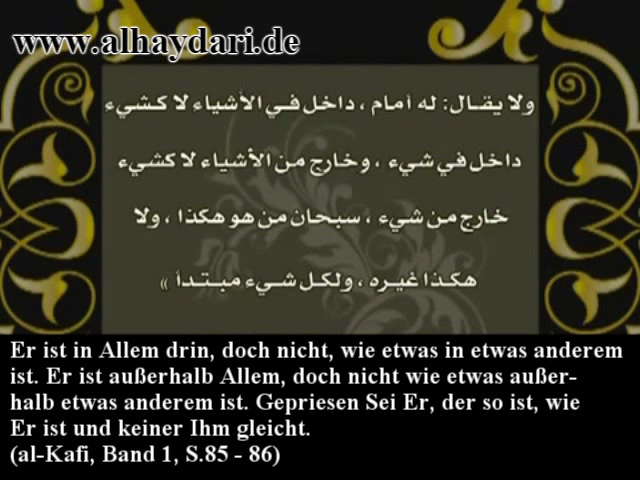 www.alhaydari.de
ولا يقال: له أمام ، داخل في الأشياء لا كشيء
داخل في شيء ، وخارج من الأشياء لا كشيء
خارج من شيء ، سبحان من هو هكذا ، ولا
هكذا غيره ، ولكل شيء مبتدأ »
Er ist in Allem drin, doch nicht, wie etwas in etwas anderem
ist. Er ist außerhalb Allem, doch nicht wie etwas außer-
halb etwas anderem ist. Gepriesen Sei Er, der so ist, wie
Er ist und keiner Ihm gleicht.
(al-Kafi, Band 1, S.85 - 86)